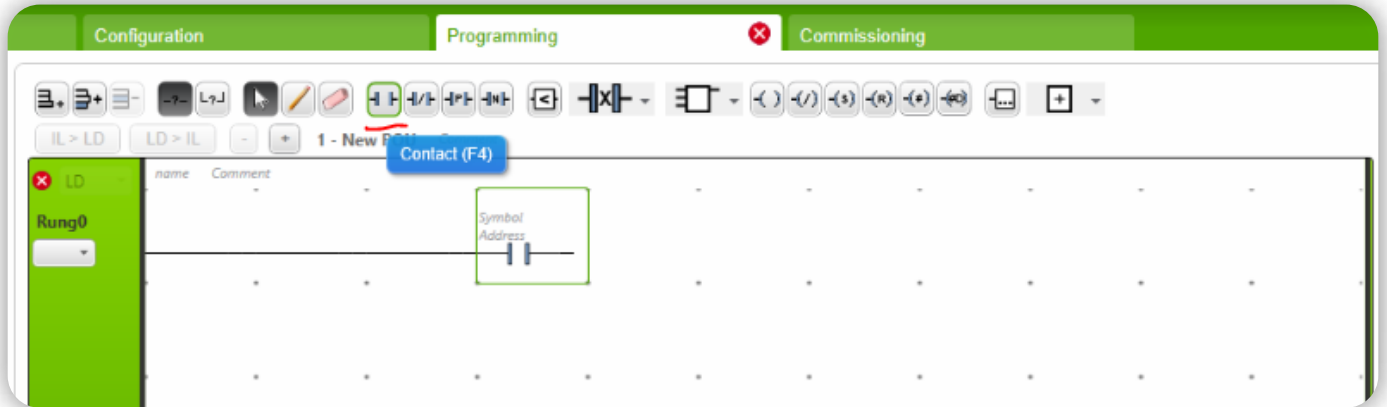 Configuration
Programming
Commissioning
IL > LD
LD > IL
-
+
1 - New
Contact (F4)
LD
name
Comment
Rung0
Symbol
Address